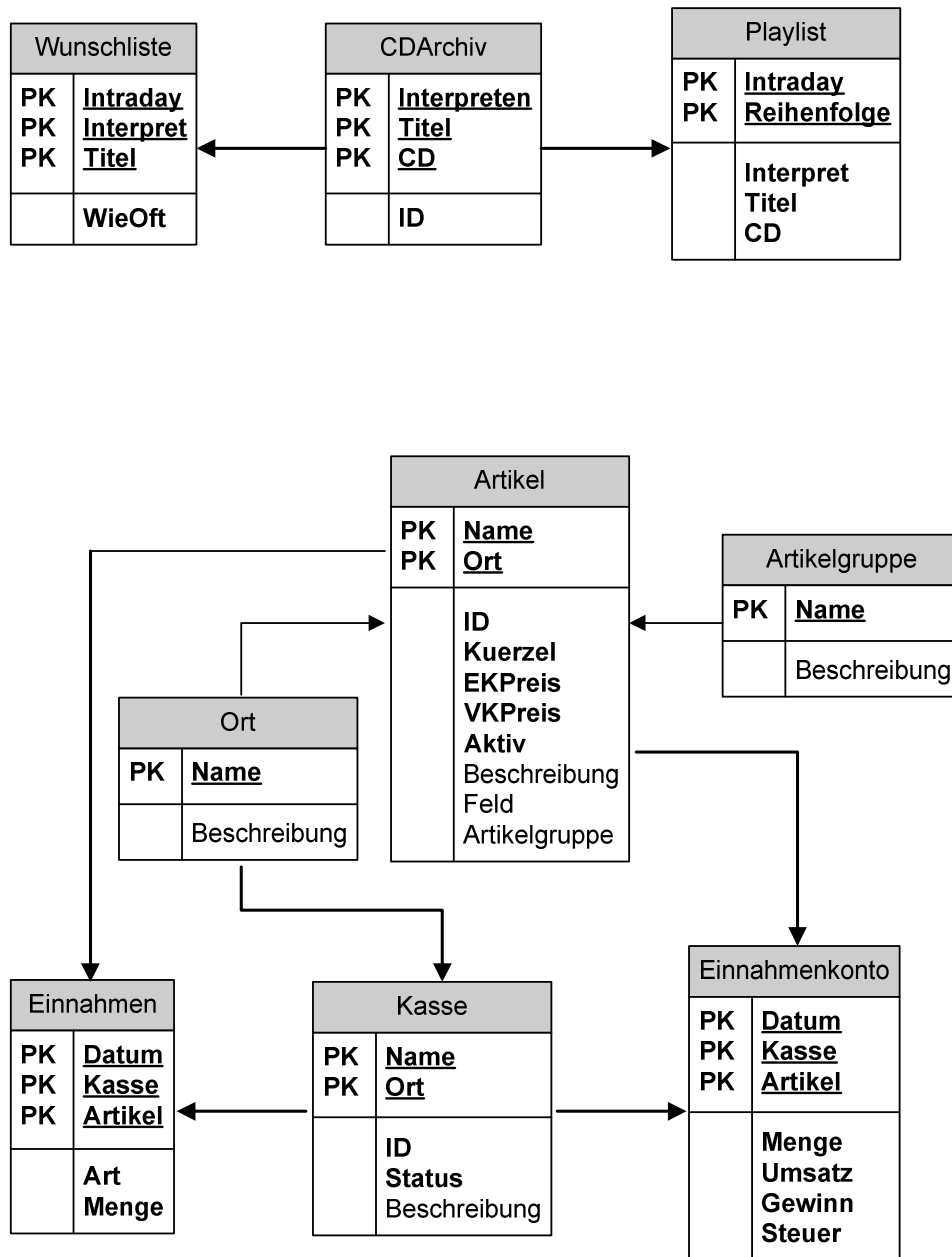 Wunschliste
PK Intraday
PK Interpret
PK Titel
WieOft
CDArchiv
PK Interpreten
PK Titel
PK CD
ID
Playlist
PK Intraday
PK Reihenfolge
Interpret
Titel
CD
Artikel
PK Name
PK Ort
ID
Kuerzel
EKPreis
VKPreis
Aktiv
Beschreibung
Feld
Artikelgruppe
Artikelgruppe
PK Name
Beschreibung
Ort
PK Name
Beschreibung
Einnahmen
PK Datum
PK Kasse
PK Artikel
Art
Menge
Kasse
PK Name
PK Ort
ID
Status
Beschreibung
Einnahmenkonto
PK Datum
PK Kasse
PK Artikel
Menge
Umsatz
Gewinn
Steuer